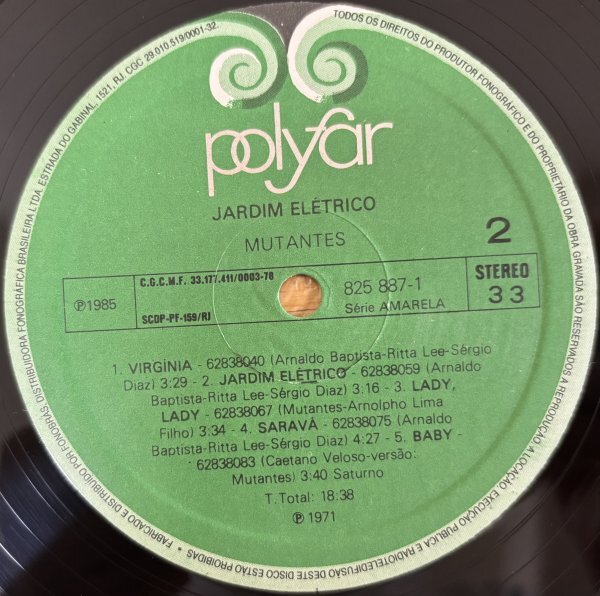 polyfar
JARDIM ELÉTRICO
MUTANTES
2
Ⓟ1985
C.G.C.M.F. 33.177.411/0003-78
SCDP-PF-159/RJ
825 887-1
Série AMARELA
STEREO
33
1. VIRGÍNIA - 62838040 (Arnaldo Baptista-Ritta Lee-Sérgio
Diaz) 3:29 - 2. JARDIM ELÉTRICO - 62838059 (Arnaldo
Baptista-Ritta Lee-Sérgio Diaz) 3:16 - 3. LADY,
LADY - 62838067 (Mutantes-Arnolpho Lima
Filho) 3:34 - 4. SARAVÁ - 62838075 (Arnaldo
Baptista-Ritta Lee-Sérgio Diaz) 4:27 - 5. BABY -
62838083 (Caetano Veloso-versão:
Mutantes) 3:40 Saturno
T. Total: 18:38
Ⓟ 1971
TODOS OS DIREITOS DO PRODUTOR FONOGRÁFICO E DO PROPRIETÁRIO DA OBRA GRAVADA SÃO RESERVADOS A REPRODUÇÃO, A LOCAÇÃO, EXECUÇÃO PÚBLICA E RADIOTELEDIFUSÃO DESTE DISCO ESTÃO PROIBIDAS • FABRICADO E DISTRIBUIDO POR FONOBRÁS DISTRIBUIDORA FONOGRÁFICA BRASILEIRA LTDA. ESTRADA DO GABINAL, 1521, RJ, CGC 29.010.519/0001-32.